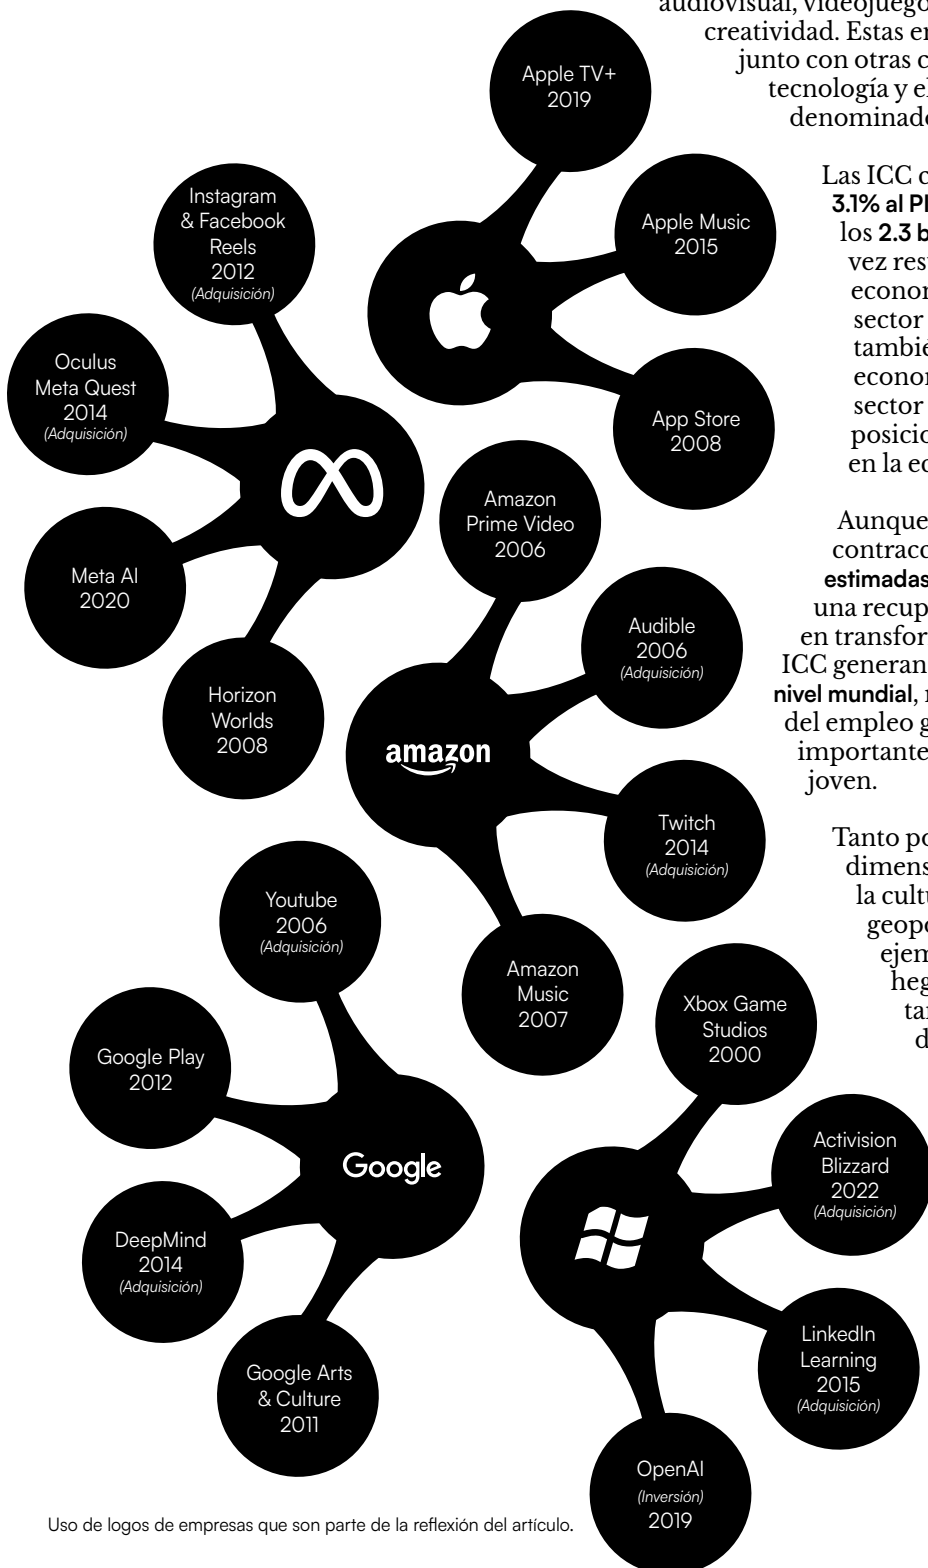 audiovisual, videojuego
creatividad. Estas e
junto con otras c
tecnología y el
denominado
Las ICC c
3.1% al PI
los 2.3 b
vez res
econom
sector
tambié
econo
sector
posicio
en la ec
Aunque
contracc
estimadas
una recup
en transfor
ICC generan
nivel mundial,
del empleo g
importante
joven.
Tanto po
dimens
la cultu
geopo
ejem
heg
ta
d
Apple TV+
2019
Apple Music
2015
App Store
2008
Instagram
& Facebook
Reels
2012
(Adquisición)
Oculus
Meta Quest
2014
(Adquisición)
Meta AI
2020
Horizon
Worlds
2008
Amazon
Prime Video
2006
Audible
2006
(Adquisición)
amazon
Twitch
2014
(Adquisición)
Amazon
Music
2007
Youtube
2006
(Adquisición)
Google Play
2012
Google
DeepMind
2014
(Adquisición)
Google Arts
& Culture
2011
Xbox Game
Studios
2000
Activision
Blizzard
2022
(Adquisición)
LinkedIn
Learning
2015
(Adquisición)
OpenAI
(Inversión)
2019
Uso de logos de empresas que son parte de la reflexión del artículo.